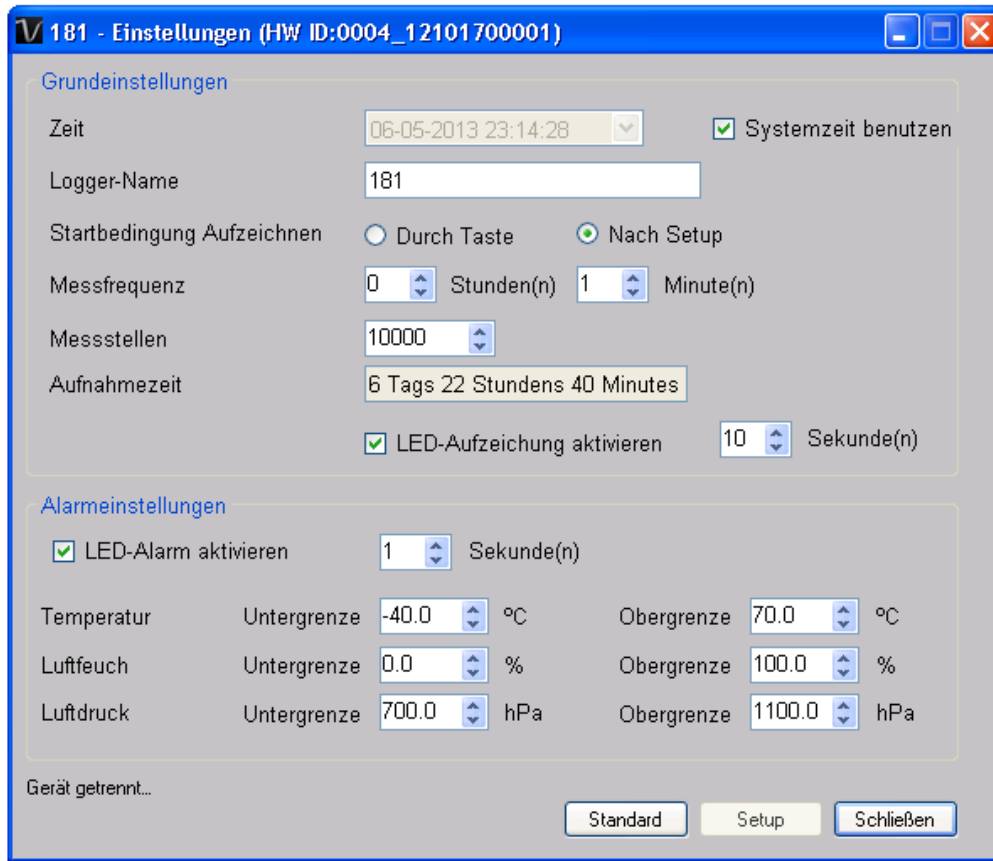 181 - Einstellungen (HW ID:0004_12101700001)
Grundeinstellungen
Zeit 06-05-2013 23:14:28 Systemzeit benutzen
Logger-Name 181
Startbedingung Aufzeichnen Durch Taste Nach Setup
Messfrequenz 0 Stunden(n) 1 Minute(n)
Messstellen 10000
Aufnahmezeit 6 Tags 22 Stundens 40 Minutes
LED-Aufzeichung aktivieren 10 Sekunde(n)
Alarmeinstellungen
LED-Alarm aktivieren 1 Sekunde(n)
Temperatur Untergrenze -40.0 ºC Obergrenze 70.0 ºC
Luftfeuch Untergrenze 0.0 % Obergrenze 100.0 %
Luftdruck Untergrenze 700.0 hPa Obergrenze 1100.0 hPa
Gerät getrennt...
Standard Setup Schließen